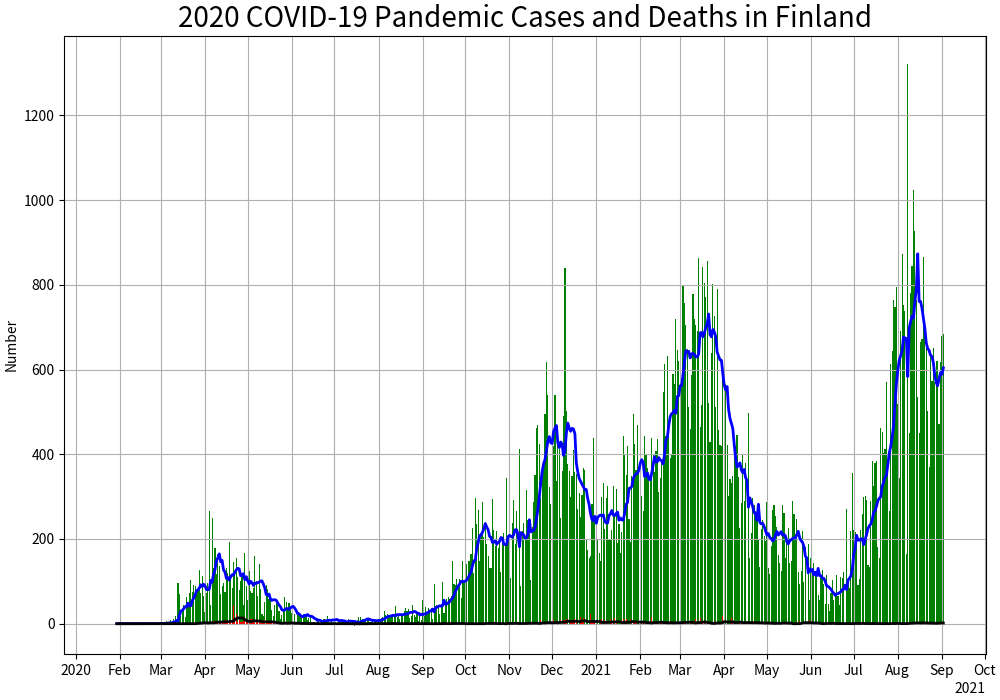 2020 COVID-19 Pandemic Cases and Deaths in Finland
Number
1200
1000
800
600
400
200
0
2020 Feb Mar Apr May Jun Jul Aug Sep Oct Nov Dec 2021 Feb Mar Apr May Jun Jul Aug Sep Oct
2021